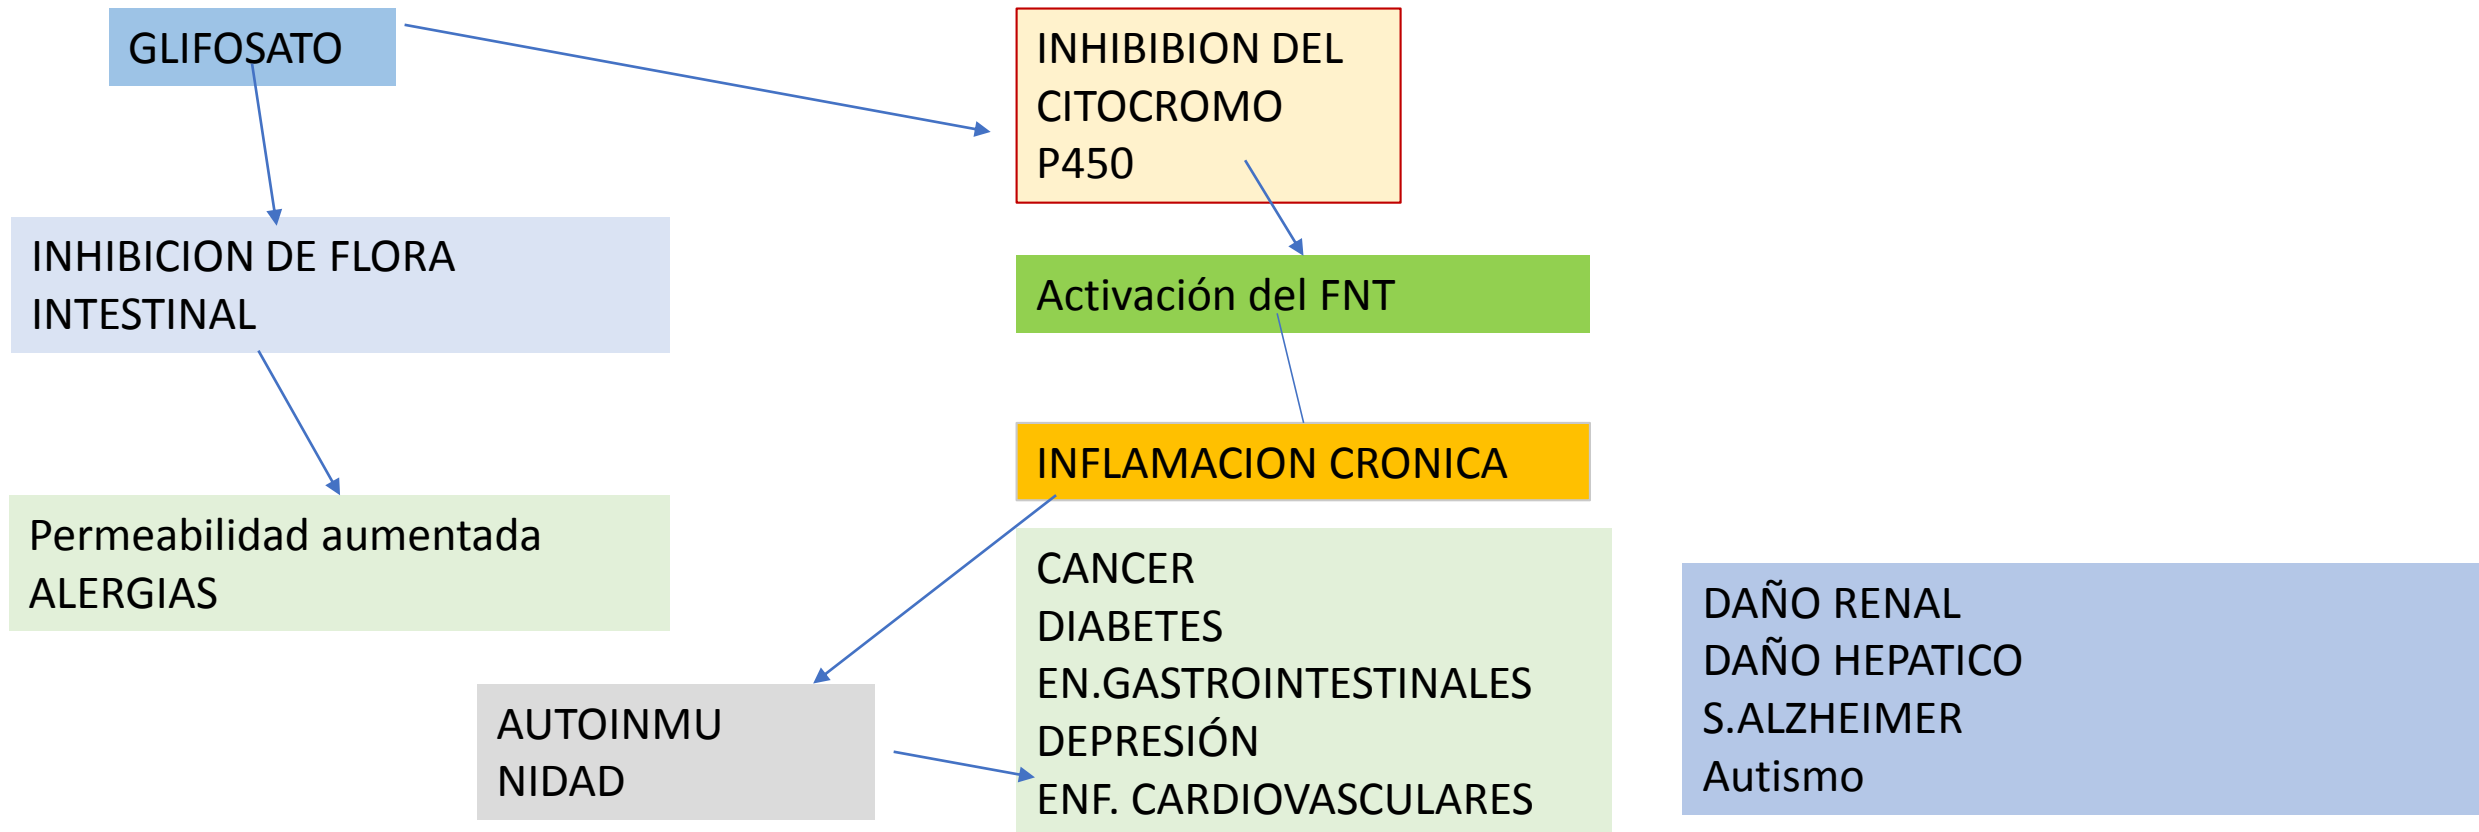 GLIFOSATO
INHIBIBION DEL
CITOCROMO
P450
INHIBICION DE FLORA
INTESTINAL
Activación del FNT
INFLAMACION CRONICA
Permeabilidad aumentada
ALERGIAS
CANCER
DIABETES
EN.GASTROINTESTINALES
DEPRESIÓN
ENF. CARDIOVASCULARES
DAÑO RENAL
DAÑO HEPATICO
S.ALZHEIMER
Autismo
AUTOINMU
NIDAD